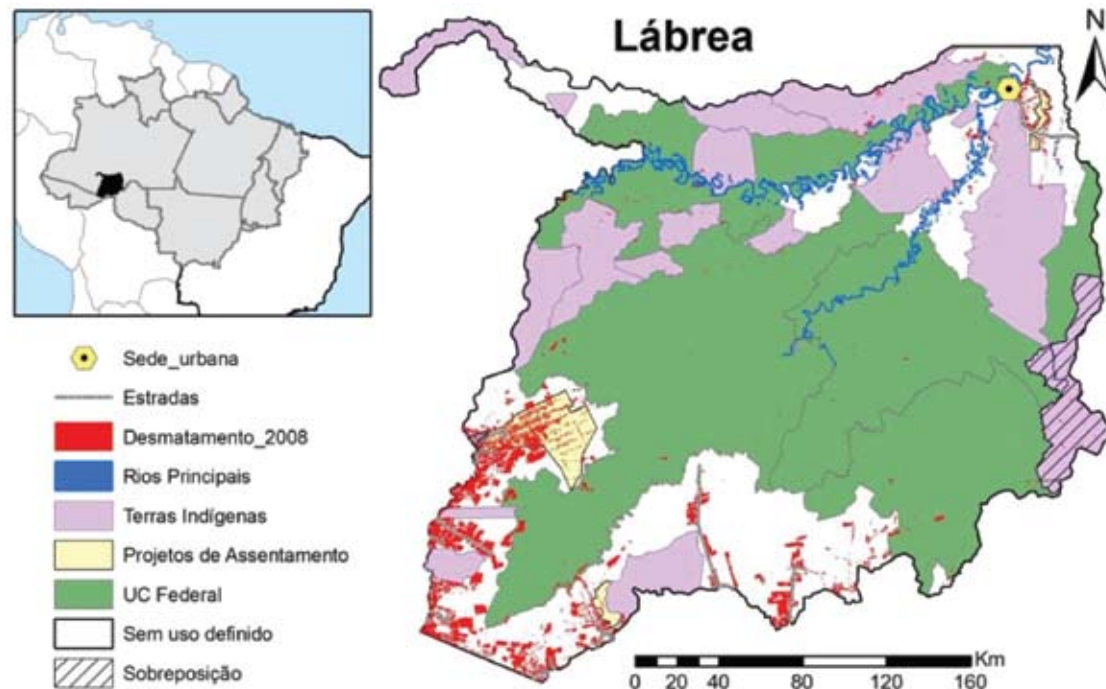 Lábrea
N
Sede_urbana
Estradas
Desmatamento_2008
Rios Principais
Terras Indígenas
Projetos de Assentamento
UC Federal
Sem uso definido
Sobreposição
Km
0 20 40 80 120 160